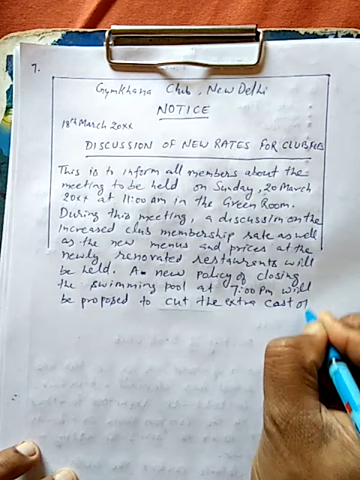 7.
Gymkhana Club, New Delhi
NOTICE
18th March 20xx
DISCUSSION OF NEW RATES FOR CLUB
This is to inform all members about the
meeting to be held on Sunday, 20 March
20xx at 11:00 am in the Green Room.
During this meeting, a discussion on the
increased club membership rate as well
as the new menus and prices at the
newly renovated restaurants will
be held. A new policy of closing
the swimming pool at 7:00 Pm will
be proposed to cut the extra cost of